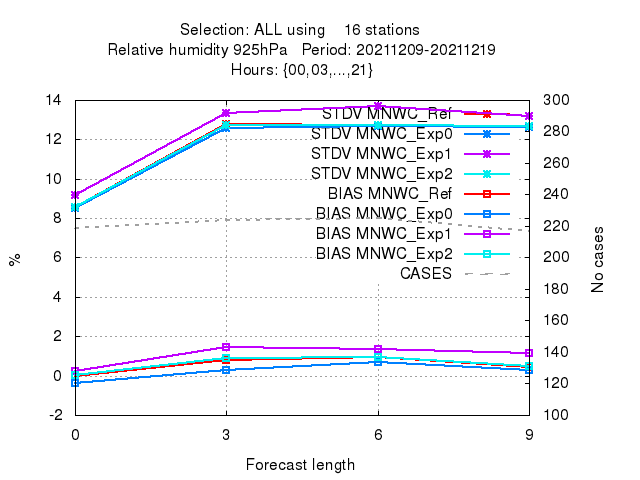 Selection: ALL using    16 stations
Relative humidity 925hPa   Period: 20211209-20211219
Hours: {00,03,...,21}
14
12
10
8
6
4
2
0
-2
%
300
280
260
240
220
200
180
160
140
120
100
No cases
STDV MNWC_Ref
STDV MNWC_Exp0
STDV MNWC_Exp1
STDV MNWC_Exp2
BIAS MNWC_Ref
BIAS MNWC_Exp0
BIAS MNWC_Exp1
BIAS MNWC_Exp2
CASES
0 3 6 9
Forecast length